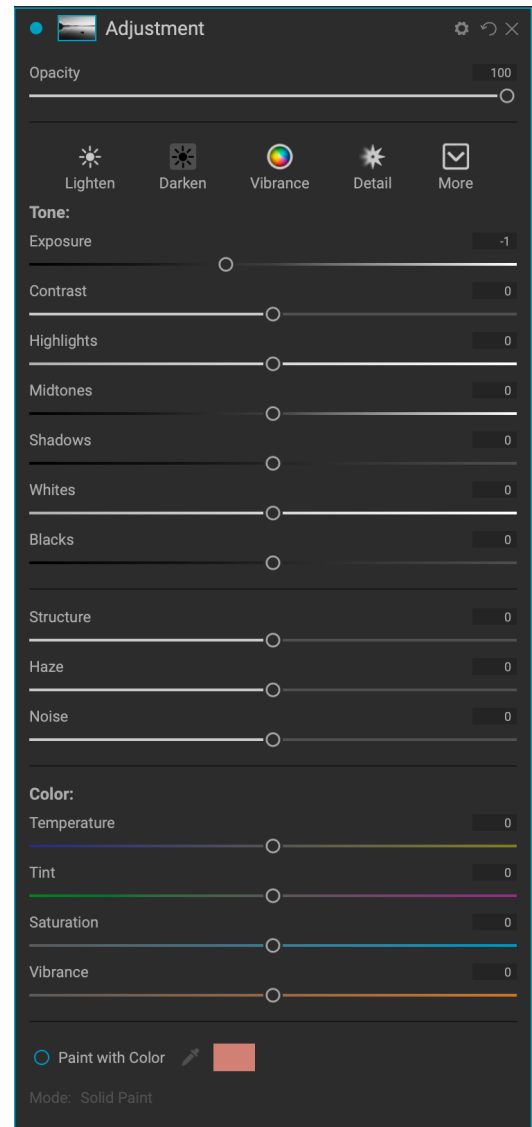 Adjustment
Opacity 100
Lighten Darken Vibrance Detail More
Tone:
Exposure -1
Contrast 0
Highlights 0
Midtones 0
Shadows 0
Whites 0
Blacks 0
Structure 0
Haze 0
Noise 0
Color:
Temperature 0
Tint 0
Saturation 0
Vibrance 0
Paint with Color
Mode: Solid Paint